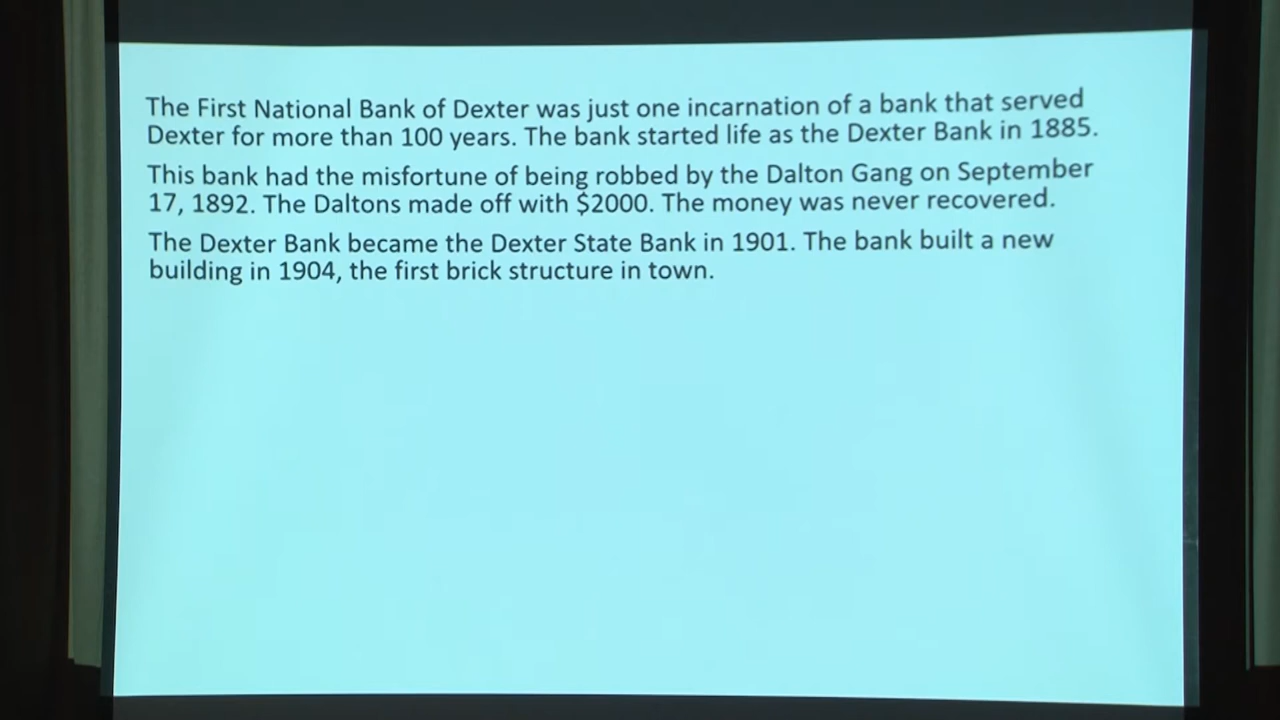 The First National Bank of Dexter was just one incarnation of a bank that served
Dexter for more than 100 years. The bank started life as the Dexter Bank in 1885.
This bank had the misfortune of being robbed by the Dalton Gang on September
17, 1892. The Daltons made off with $2000. The money was never recovered.
The Dexter Bank became the Dexter State Bank in 1901. The bank built a new
building in 1904, the first brick structure in town.